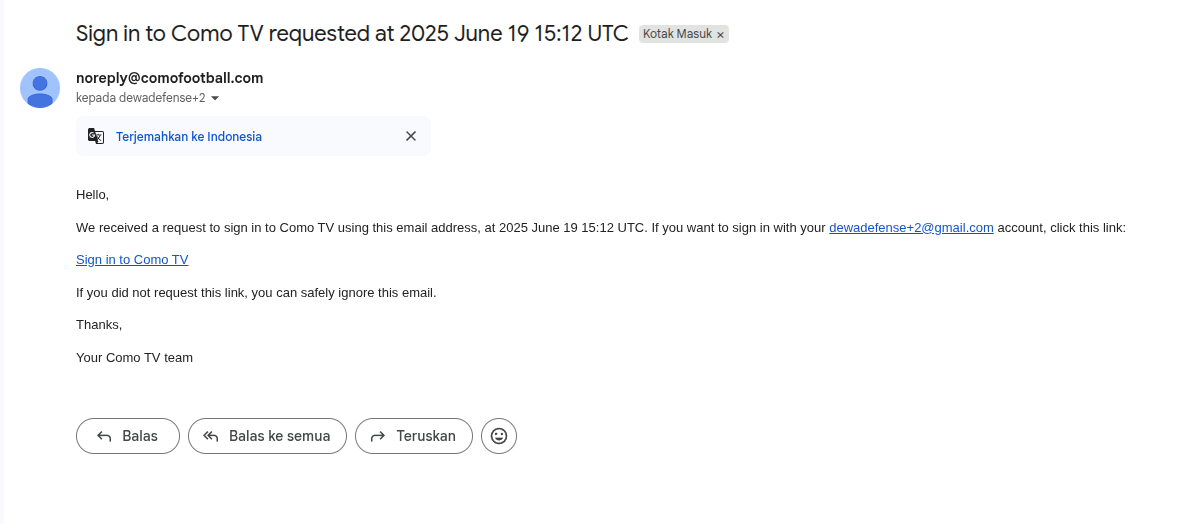 Sign in to Como TV requested at 2025 June 19 15:12 UTC Kotak Masuk ×
noreply@comofootball.com
kepada dewadefense+2
Terjemahkan ke Indonesia
Hello,
We received a request to sign in to Como TV using this email address, at 2025 June 19 15:12 UTC. If you want to sign in with your dewadefense+2@gmail.com account, click this link:
Sign in to Como TV
If you did not request this link, you can safely ignore this email.
Thanks,
Your Como TV team
Balas Balas ke semua Teruskan